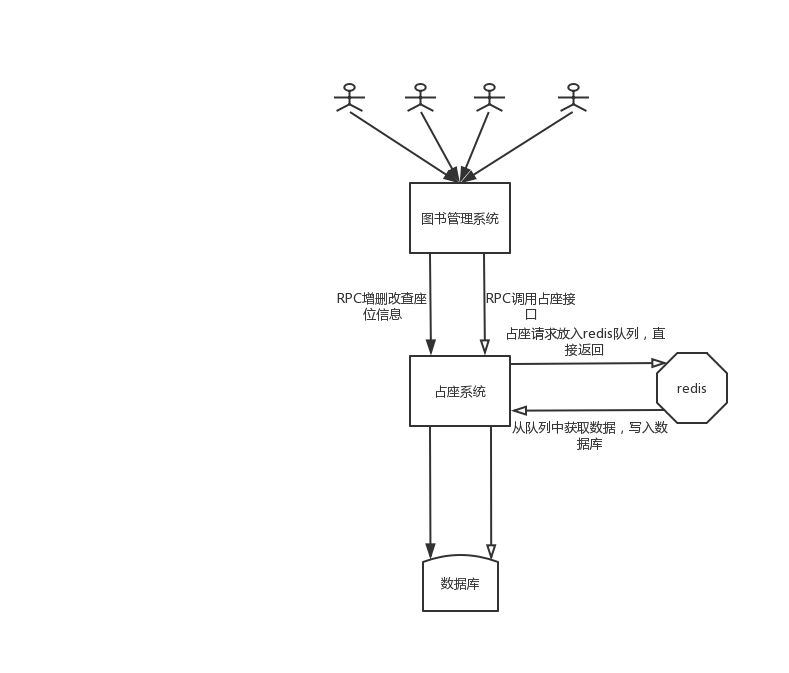 图书管理系统
RPC增删改查座
位信息
RPC调用占座接
口
占座请求放入redis队列，直
接返回
占座系统
redis
从队列中获取数据，写入数
据库
数据库